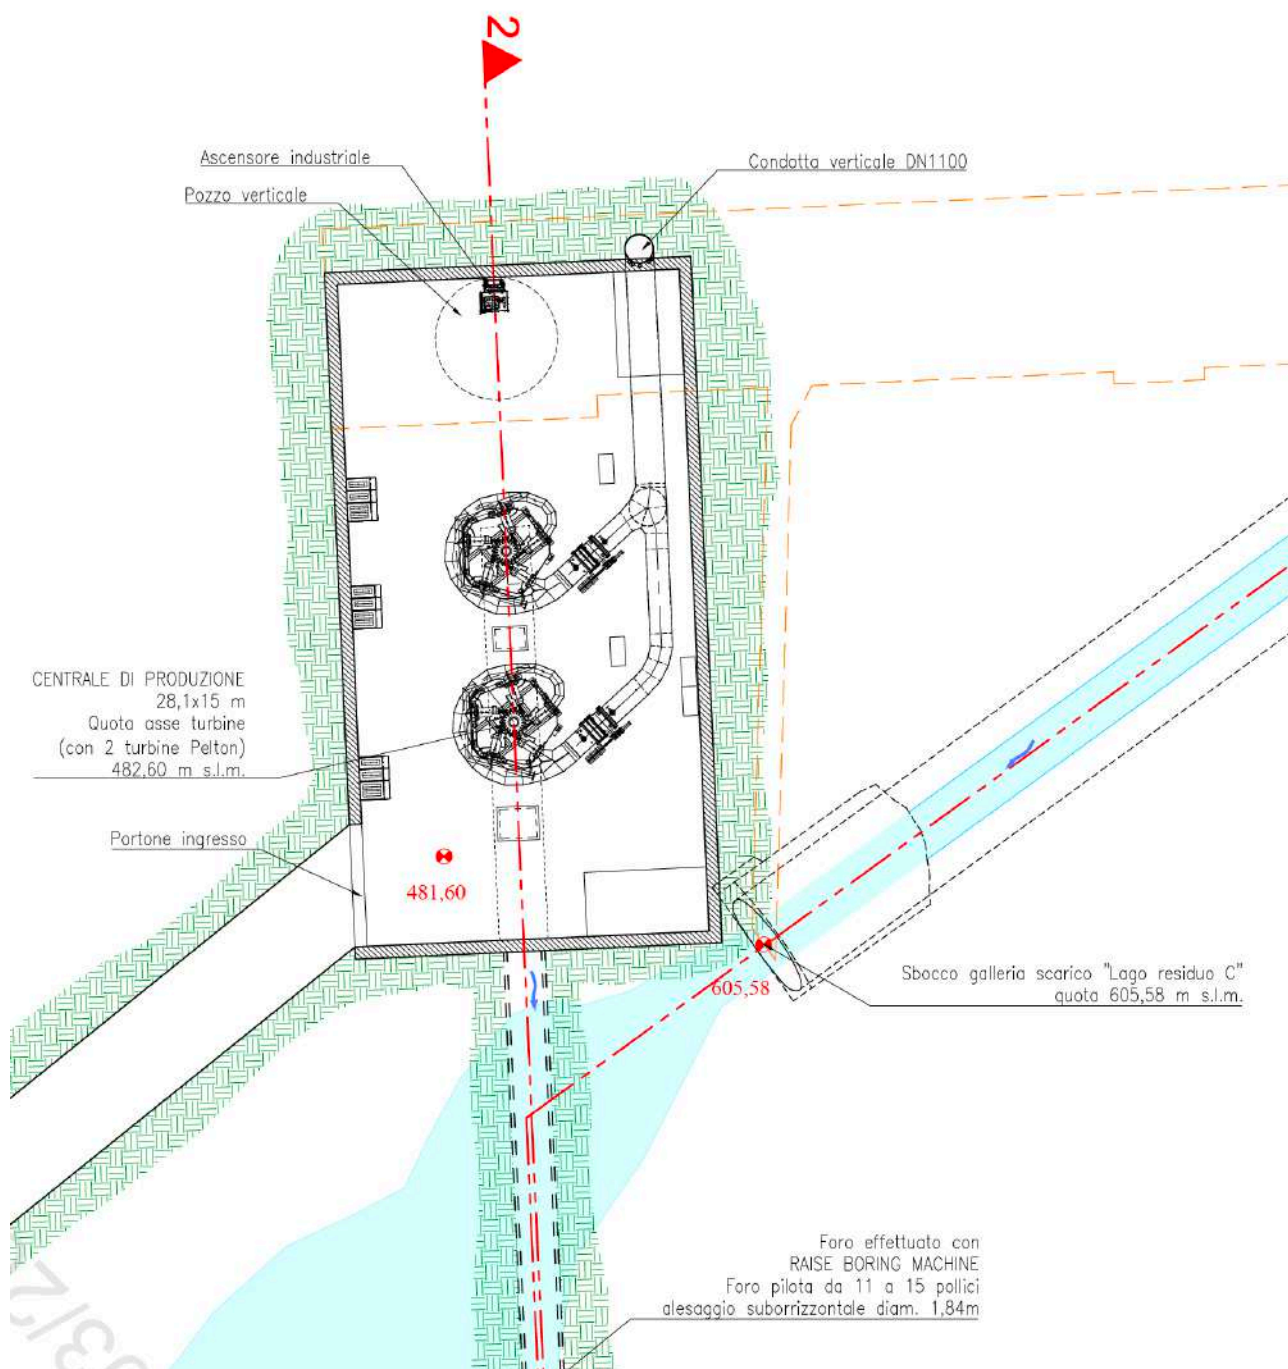 2
Ascensore industriale
Condotta verticale DN1100
Pozzo verticale
CENTRALE DI PRODUZIONE
28,1x15 m
Quota asse turbine
(con 2 turbine Pelton)
482,60 m s.l.m.
Portone ingresso
481,60
605,58
Sbocco galleria scarico "Lago residuo C"
quota 605,58 m s.l.m.
Foro effettuato con
RAISE BORING MACHINE
Foro pilota da 11 a 15 pollici
alesaggio suborrizzontale diam. 1,84m